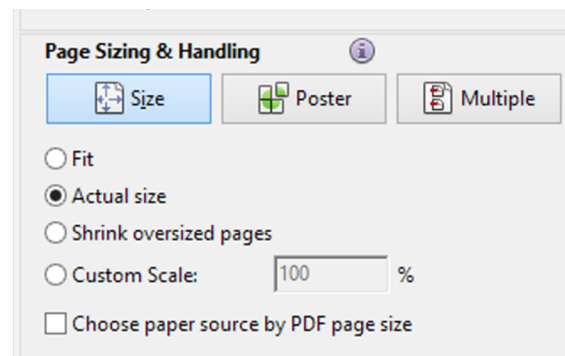 Page Sizing & Handling
Size Poster Multiple
Fit
Actual size
Shrink oversized pages
Custom Scale: 100 %
Choose paper source by PDF page size